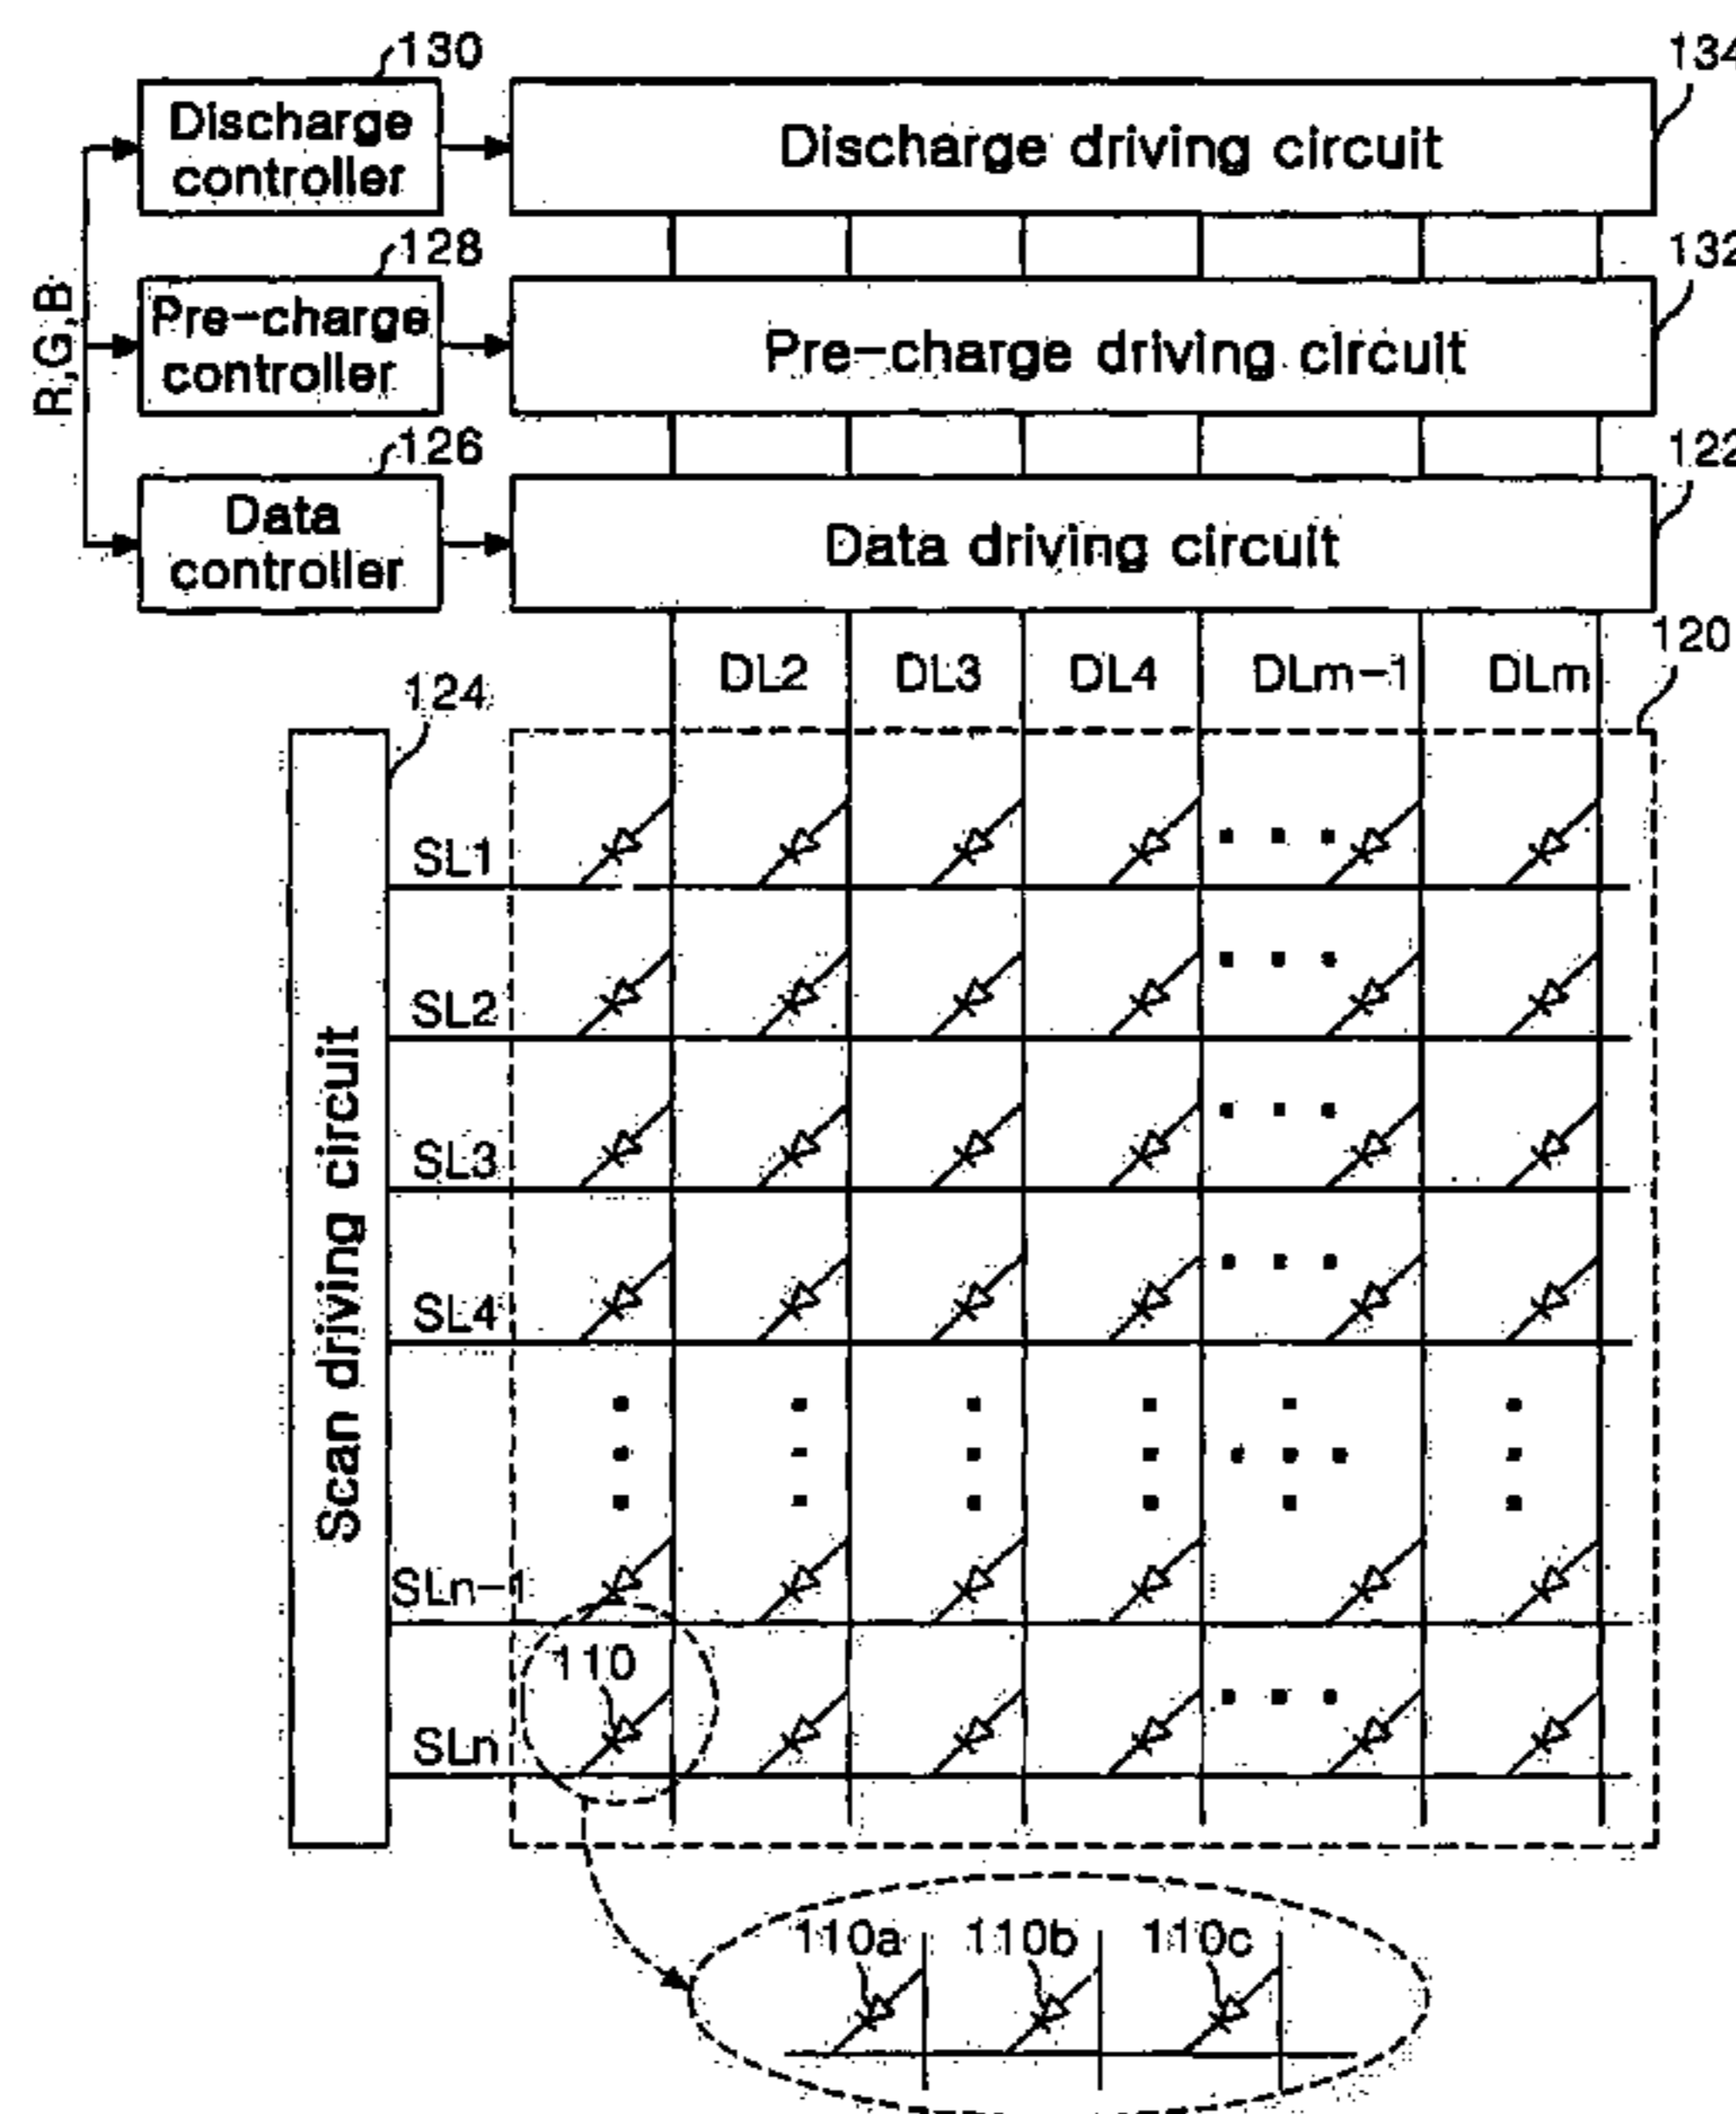 130
134
Discharge
controller
Discharge driving circuit
128
132
R,G,B
Pre-charge
controller
Pre-charge driving circuit
126
122
Data
controller
Data driving circuit
120
DL2 DL3 DL4 DLm-1 DLm
124
Scan driving circuit
SL1
SL2
SL3
SL4
SLn-1
110
SLn
110a 110b 110c